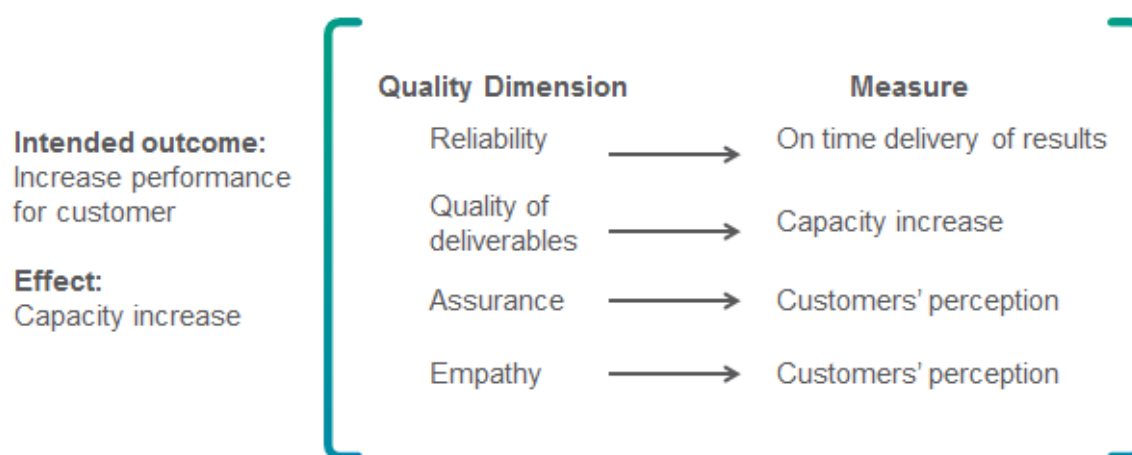 Quality Dimension
Measure
Intended outcome:
Increase performance
for customer
Effect:
Capacity increase
Reliability
On time delivery of results
Quality of
deliverables
Capacity increase
Assurance
Customers’ perception
Empathy
Customers’ perception